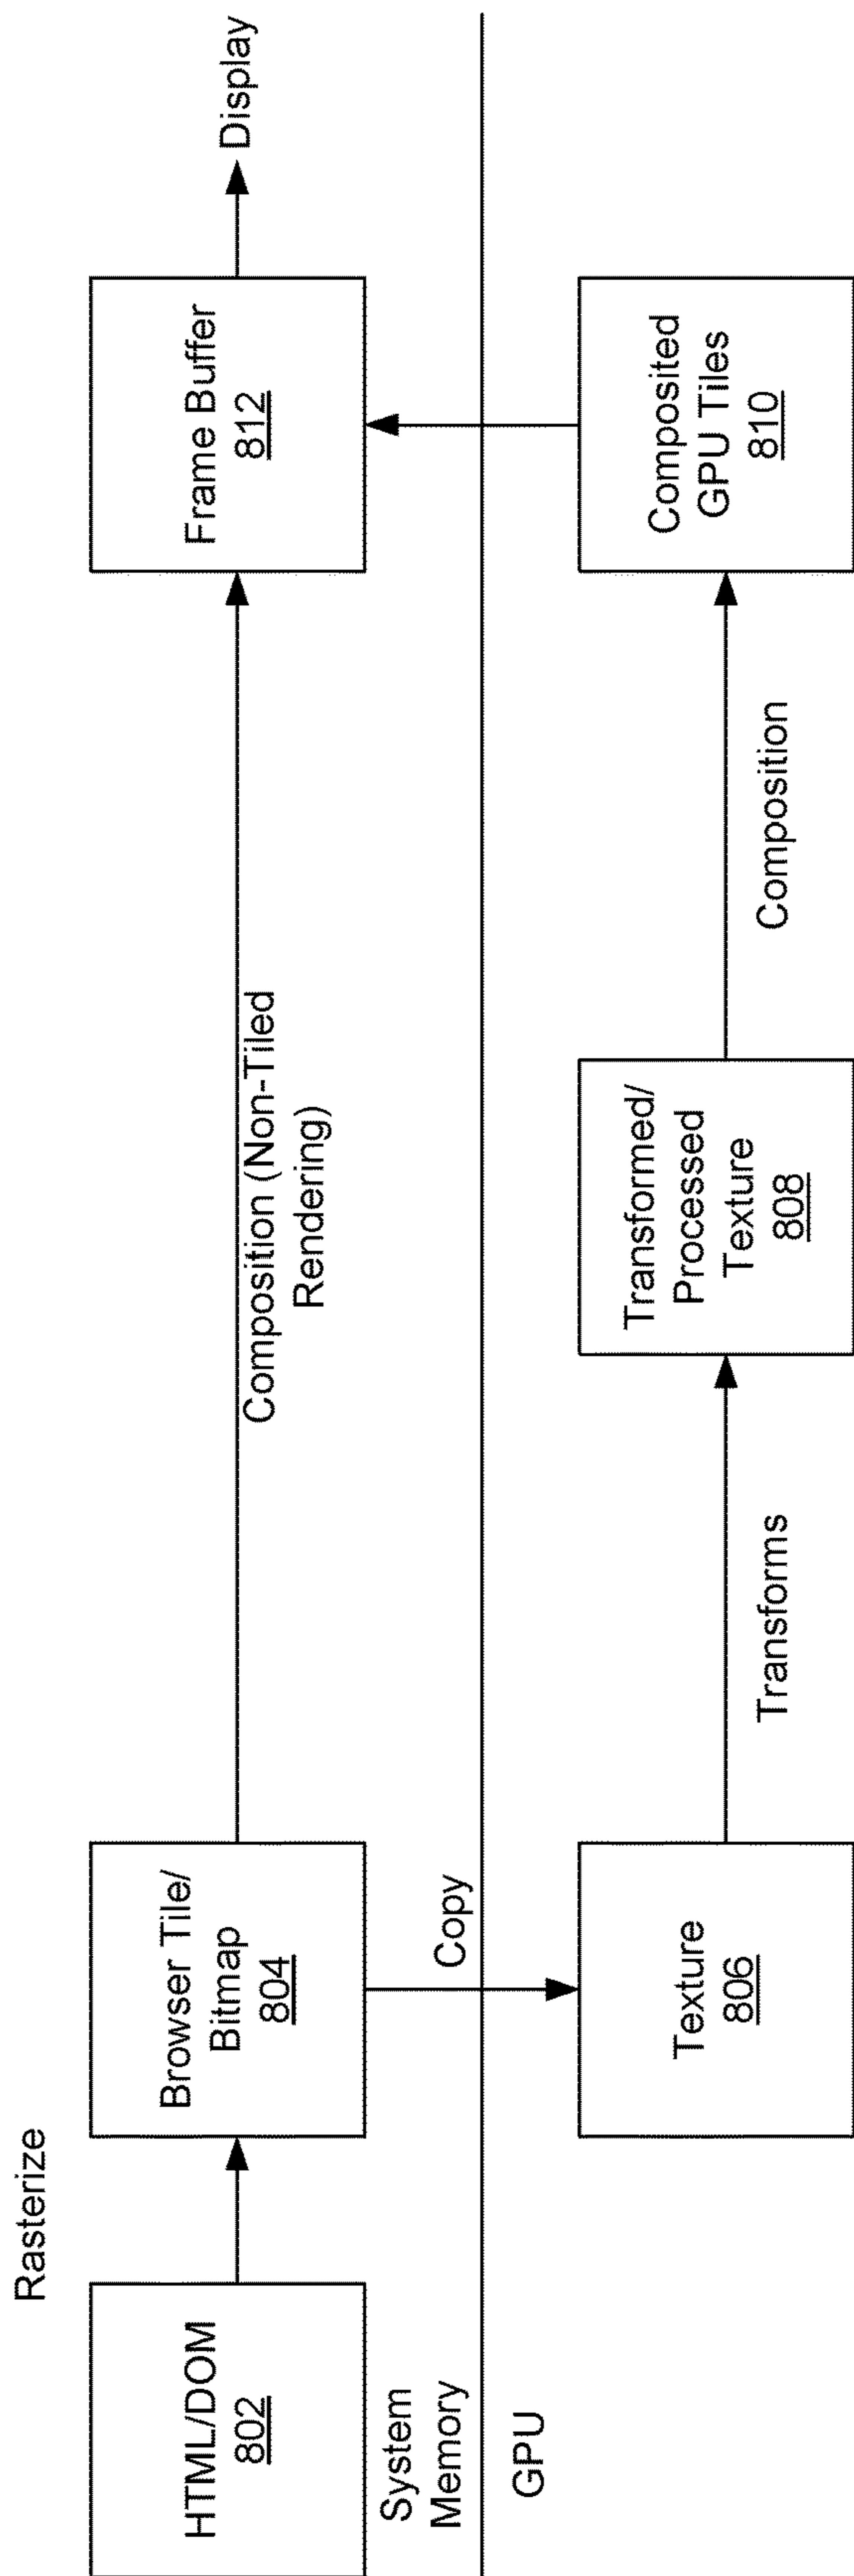 Rasterize
HTML/DOM
802
Browser Tile/
Bitmap
804
Composition (Non-Tiled
Rendering)
Frame Buffer
812
Display
System
Memory
Copy
GPU
Texture
806
Transforms
Transformed/
Processed
Texture
808
Composition
Composited
GPU Tiles
810